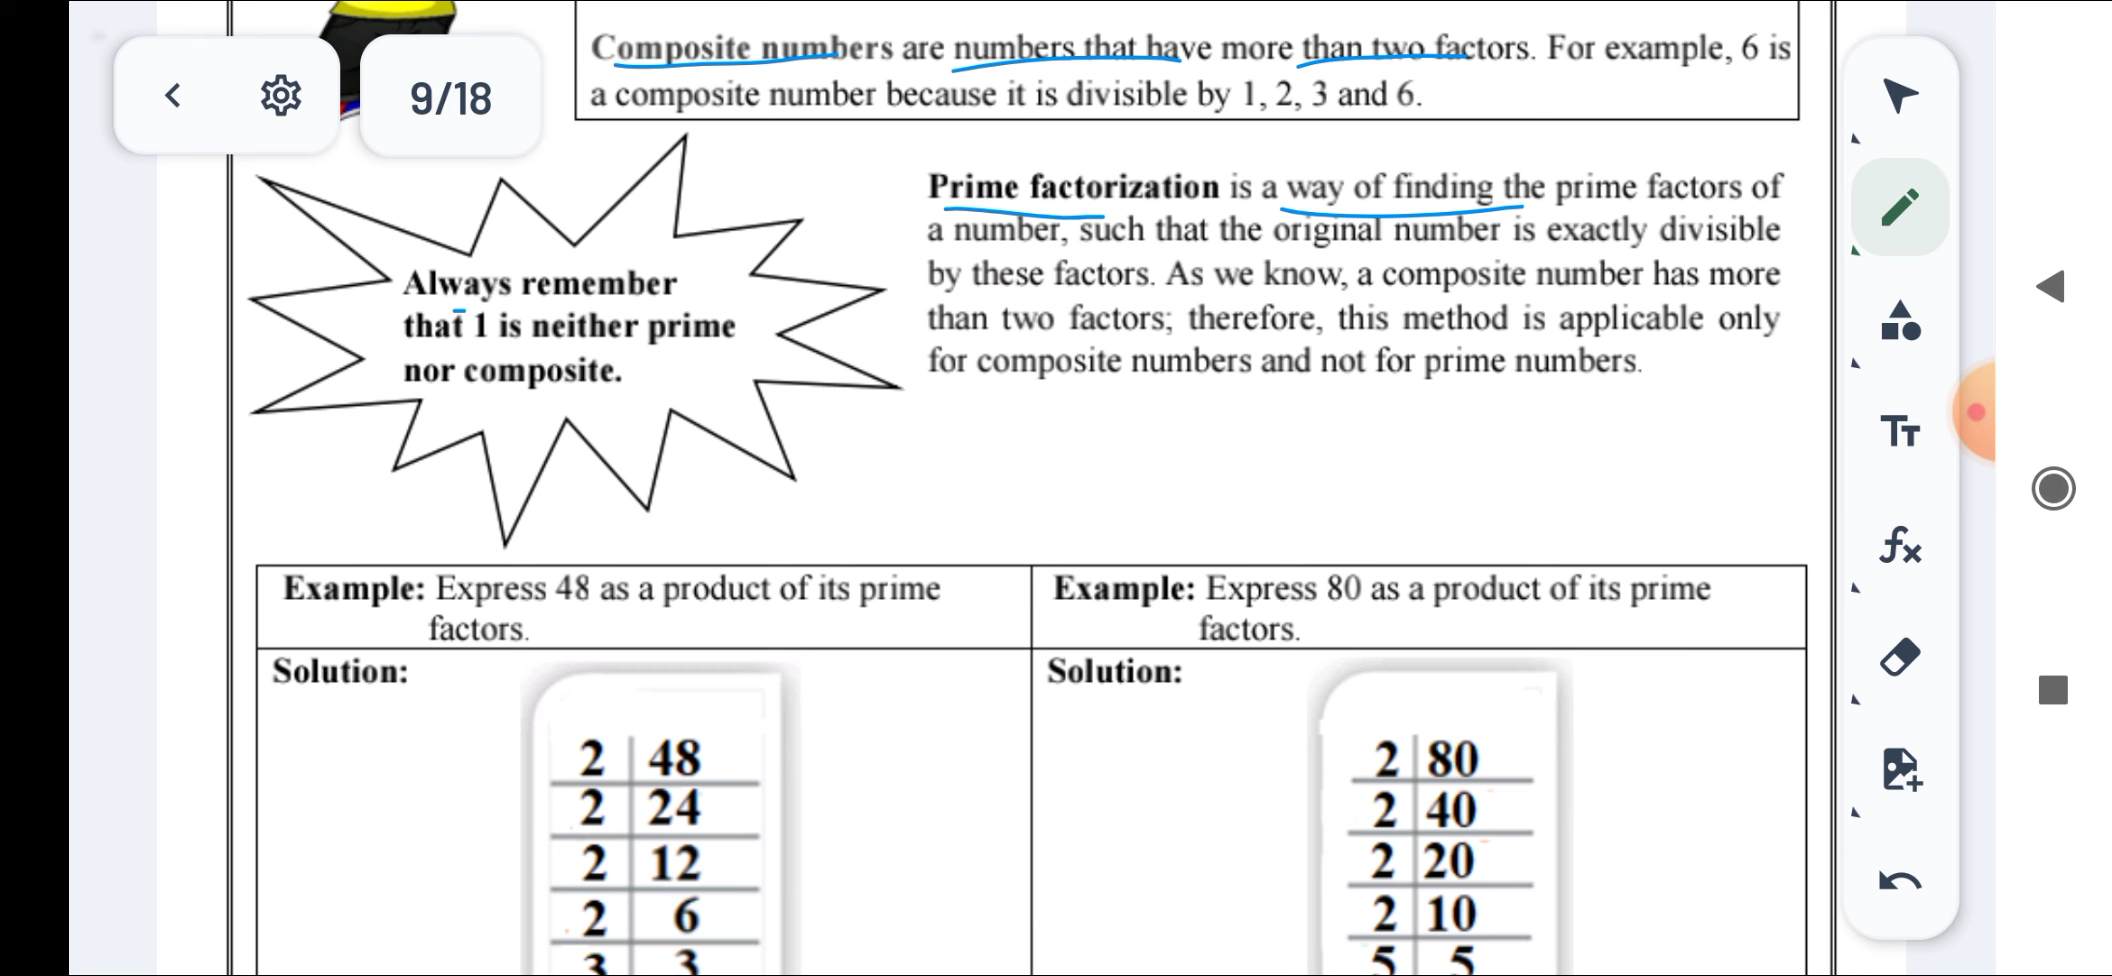 Composite numbers are numbers that have more than two factors. For example, 6 is
a composite number because it is divisible by 1, 2, 3 and 6.
9/18
Always remember
that 1 is neither prime
nor composite.
Prime factorization is a way of finding the prime factors of
a number, such that the original number is exactly divisible
by these factors. As we know, a composite number has more
than two factors; therefore, this method is applicable only
for composite numbers and not for prime numbers.
Example: Express 48 as a product of its prime
factors.
Solution:
2 48
2 24
2 12
2 6
3 3
Example: Express 80 as a product of its prime
factors.
Solution:
2 80
2 40
2 20
2 10
5 5
TT
fx